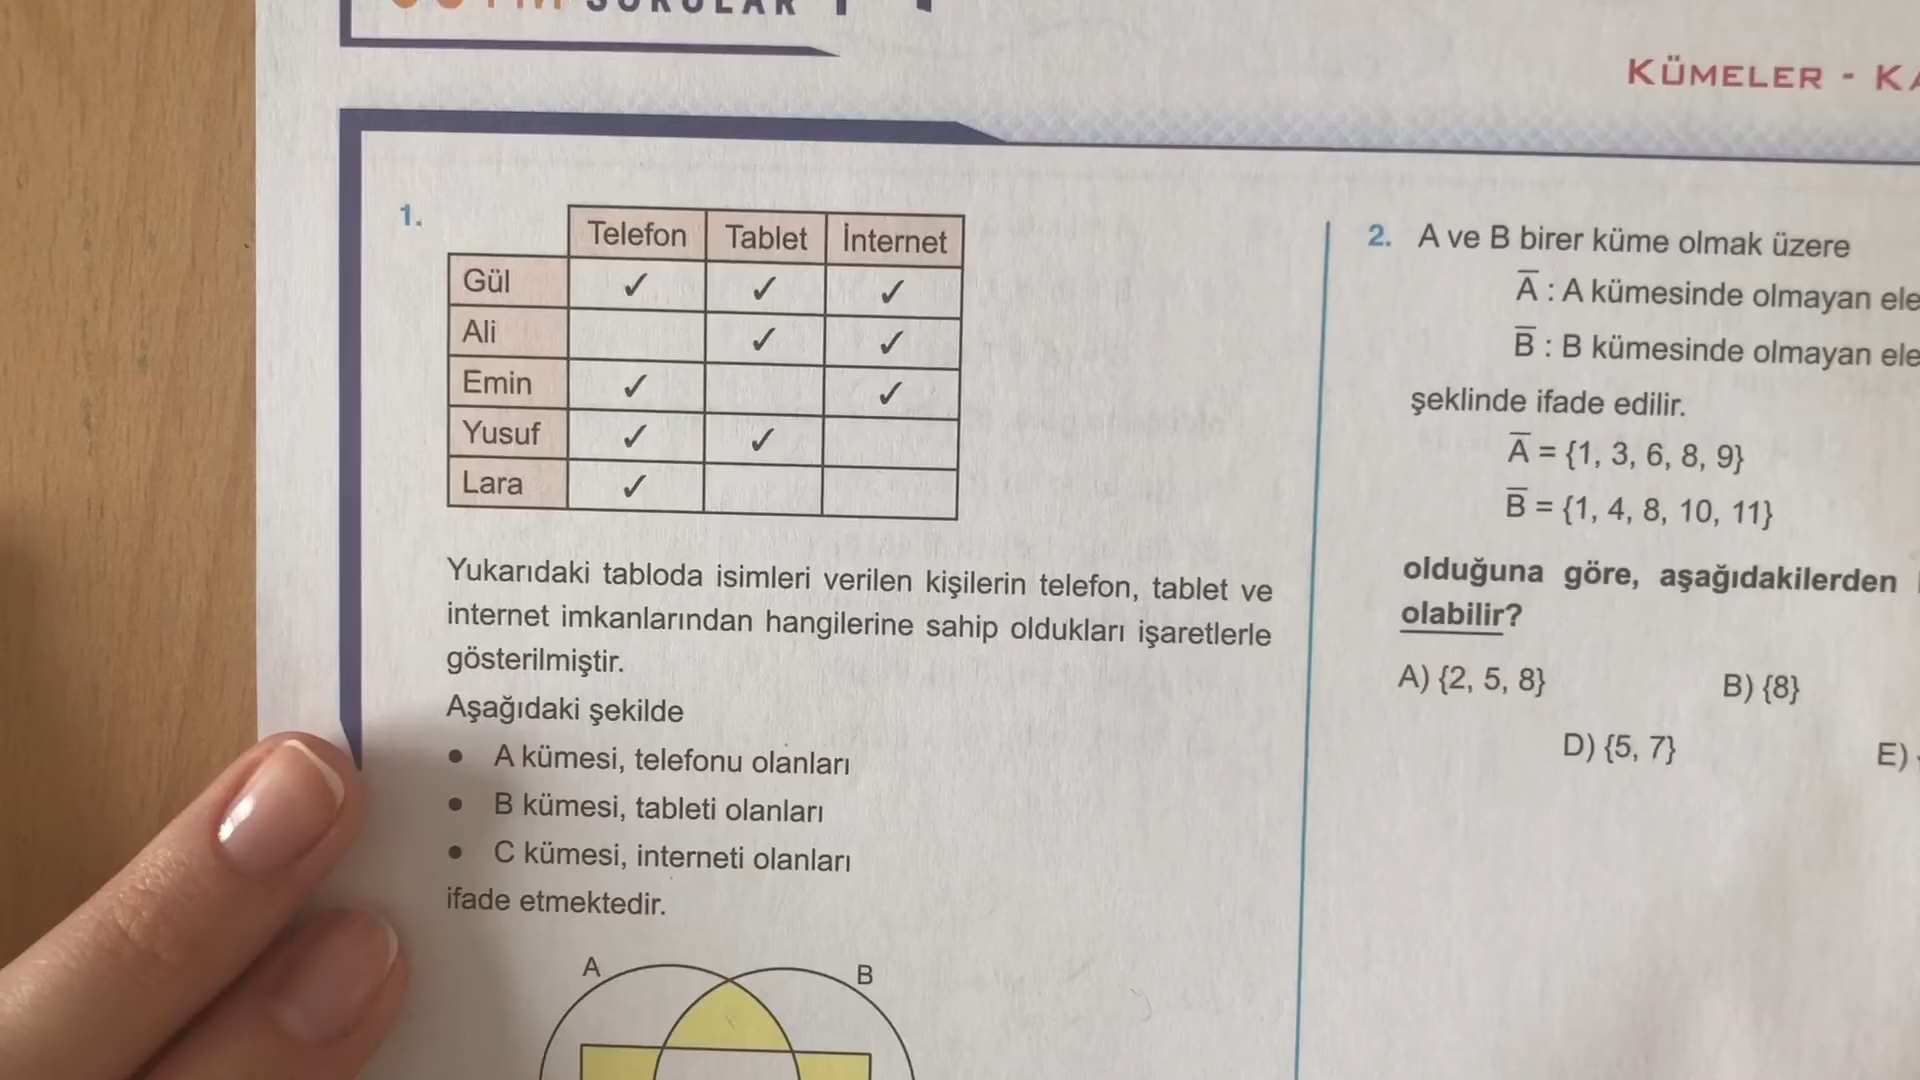 SORULAR
KÜMELER -
1.
Telefon Tablet İnternet
Gül ✓ ✓ ✓
Ali ✓ ✓
Emin ✓ ✓
Yusuf ✓ ✓
Lara ✓
Yukarıdaki tabloda isimleri verilen kişilerin telefon, tablet ve
internet imkanlarından hangilerine sahip oldukları işaretlerle
gösterilmiştir.
Aşağıdaki şekilde
• A kümesi, telefonu olanları
• B kümesi, tableti olanları
• C kümesi, interneti olanları
ifade etmektedir.
A B
2. A ve B birer küme olmak üzere
A̅ : A kümesinde olmayan
B̅ : B kümesinde olmayan
şeklinde ifade edilir.
A̅ = {1, 3, 6, 8, 9}
B̅ = {1, 4, 8, 10, 11}
olduğuna göre, aşağıdakilerden
olabilir?
A) {2, 5, 8} B) {8}
D) {5, 7} E)